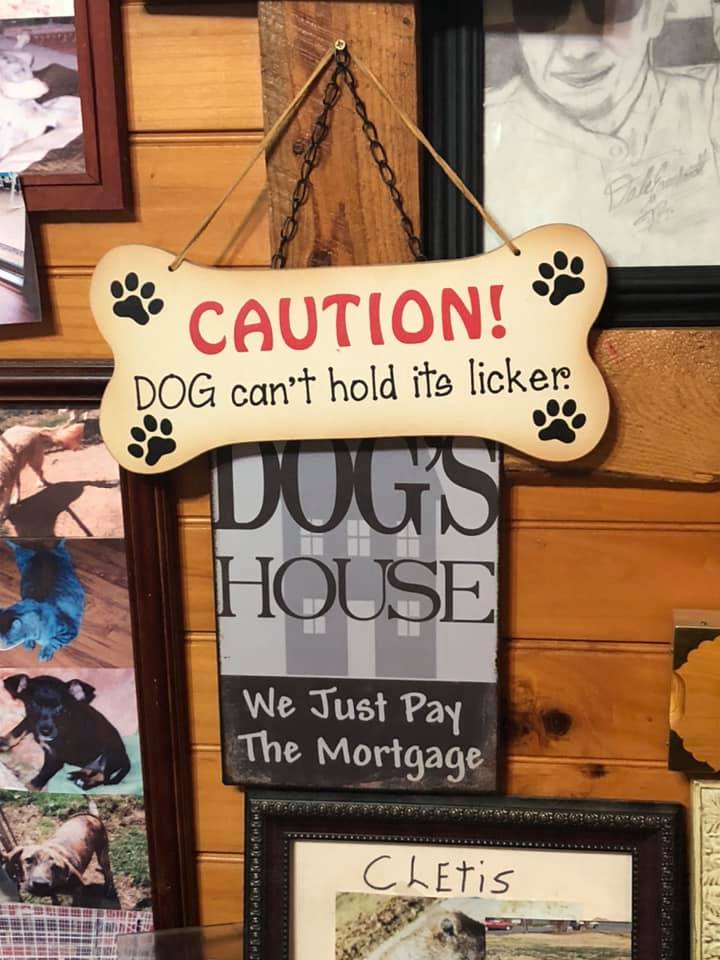 CAUTION!
DOG can't hold its licker.
DOG'S
HOUSE
We Just Pay
The Mortgage
CLEtis